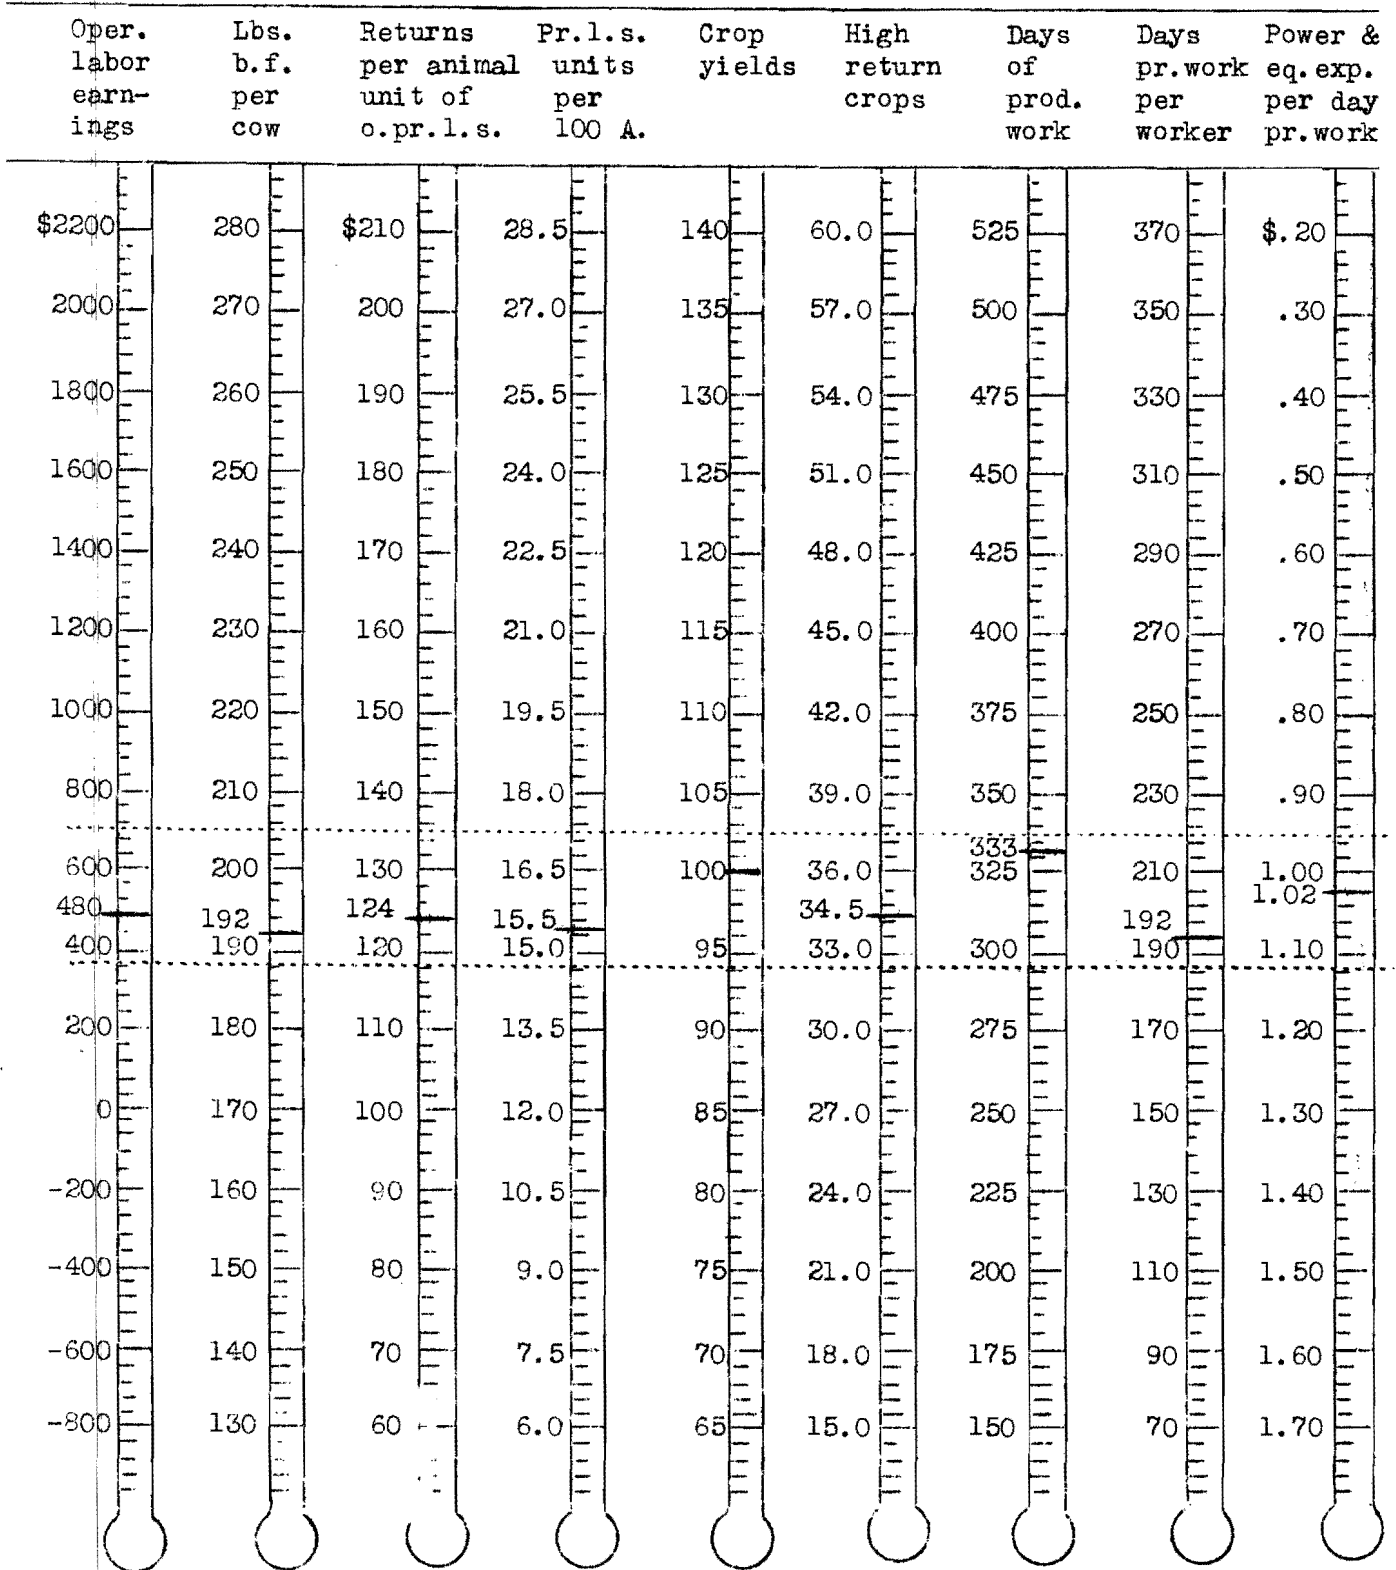 Oper. Lbs. Returns Pr.l.s. Crop High Days Days Power &
labor b.f. per animal units yields return of pr.work eq.exp.
earn- per unit of per crops prod. per per day
ings cow o.pr.l.s. 100 A. work worker pr.work
$2200 280 $210 28.5 140 60.0 525 370 $.20
2000 270 200 27.0 135 57.0 500 350 .30
1800 260 190 25.5 130 54.0 475 330 .40
1600 250 180 24.0 125 51.0 450 310 .50
1400 240 170 22.5 120 48.0 425 290 .60
1200 230 160 21.0 115 45.0 400 270 .70
1000 220 150 19.5 110 42.0 375 250 .80
800 210 140 18.0 105 39.0 350 230 .90
333
600 200 130 16.5 100 36.0 325 210 1.00
1.02
480 192 124 15.5 34.5 192
400 190 120 15.0 95 33.0 300 190 1.10
200 180 110 13.5 90 30.0 275 170 1.20
0 170 100 12.0 85 27.0 250 150 1.30
-200 160 90 10.5 80 24.0 225 130 1.40
-400 150 80 9.0 75 21.0 200 110 1.50
-600 140 70 7.5 70 18.0 175 90 1.60
-800 130 60 6.0 65 15.0 150 70 1.70